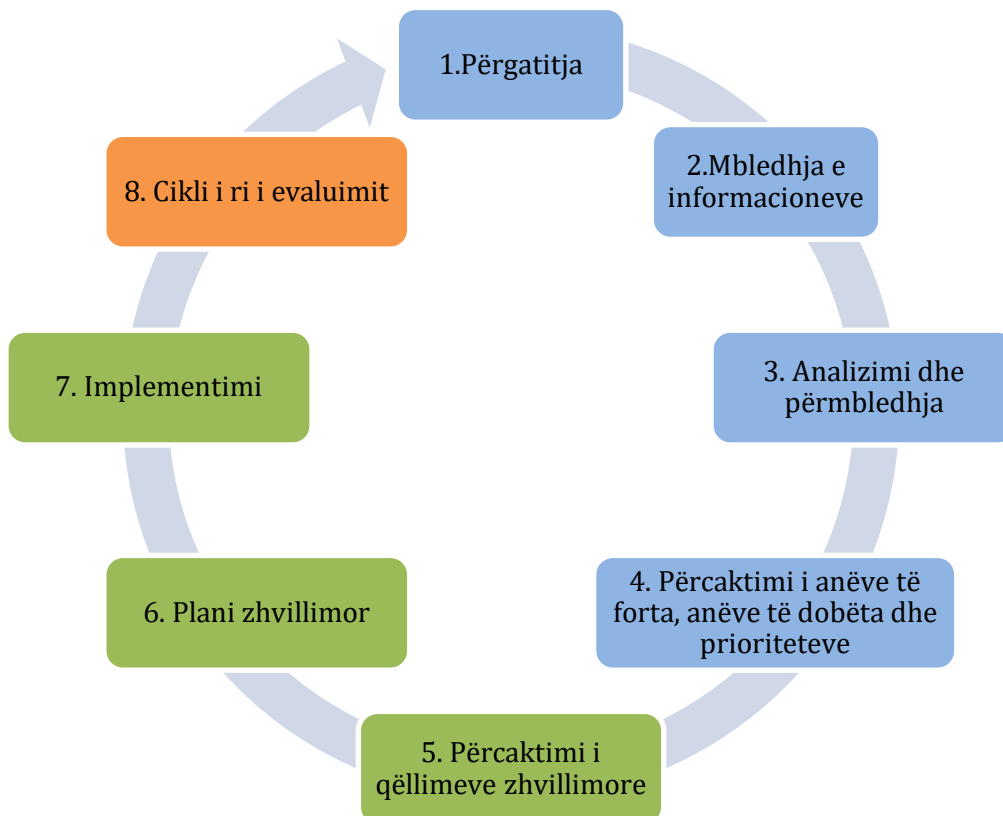 1.Përgatitja
2.Mbledhja e
informacioneve
3. Analizimi dhe
përmbledhja
4. Përcaktimi i anëve të
forta, anëve të dobëta dhe
prioriteteve
5. Përcaktimi i
qëllimeve zhvillimore
6. Plani zhvillimor
7. Implementimi
8. Cikli i ri i evaluimit